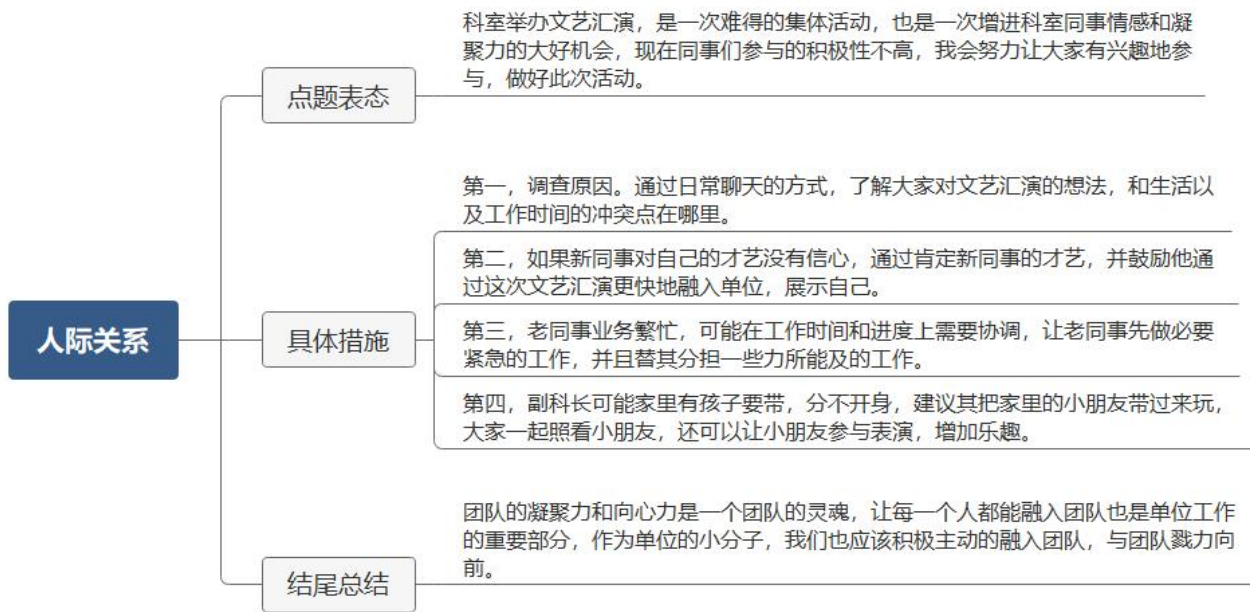 科室举办文艺汇演，是一次难得的集体活动，也是一次增进科室同事情感和凝
聚力的大好机会，现在同事们参与的积极性不高，我会努力让大家有兴趣地参
与，做好此次活动。
点题表态
第一，调查原因。通过日常聊天的方式，了解大家对文艺汇演的想法，和生活以
及工作时间的冲突点在哪里。
第二，如果新同事对自己的才艺没有信心，通过肯定新同事的才艺，并鼓励他通
过这次文艺汇演更快地融入单位，展示自己。
人际关系
具体措施
第三，老同事业务繁忙，可能在工作时间和进度上需要协调，让老同事先做必要
紧急的工作，并且替其分担一些力所能及的工作。
第四，副科长可能家里有孩子要带，分不开身，建议其把家里的小朋友带过来玩，
大家一起照看小朋友，还可以让小朋友参与表演，增加乐趣。
团队的凝聚力和向心力是一个团队的灵魂，让每一个人都能融入团队也是单位工作
的重要部分，作为单位的小分子，我们也应该积极主动的融入团队，与团队戮力向
前。
结尾总结